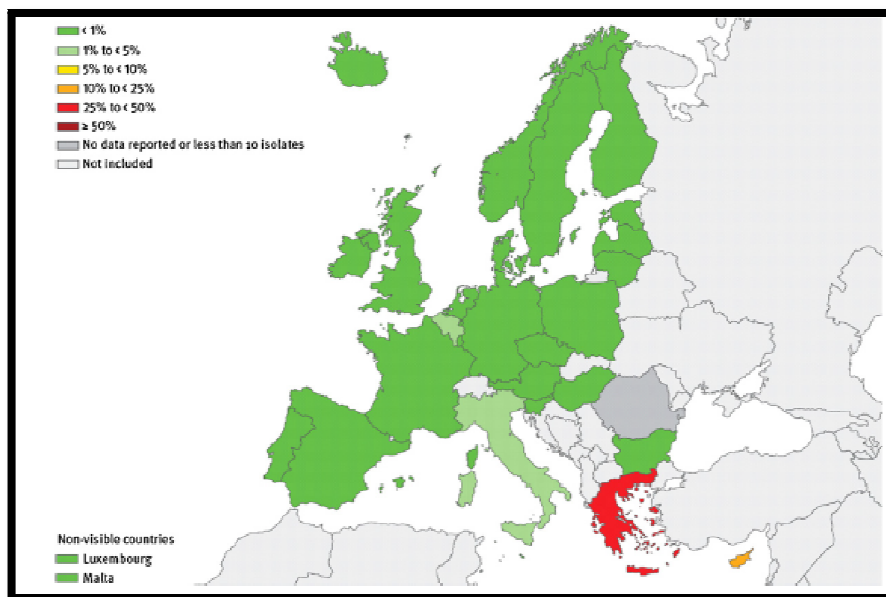 < 1%
1% to < 5%
5% to < 10%
10% to < 25%
25% to < 50%
≥ 50%
No data reported or less than 10 isolates
Not included
Non-visible countries
Luxembourg
Malta